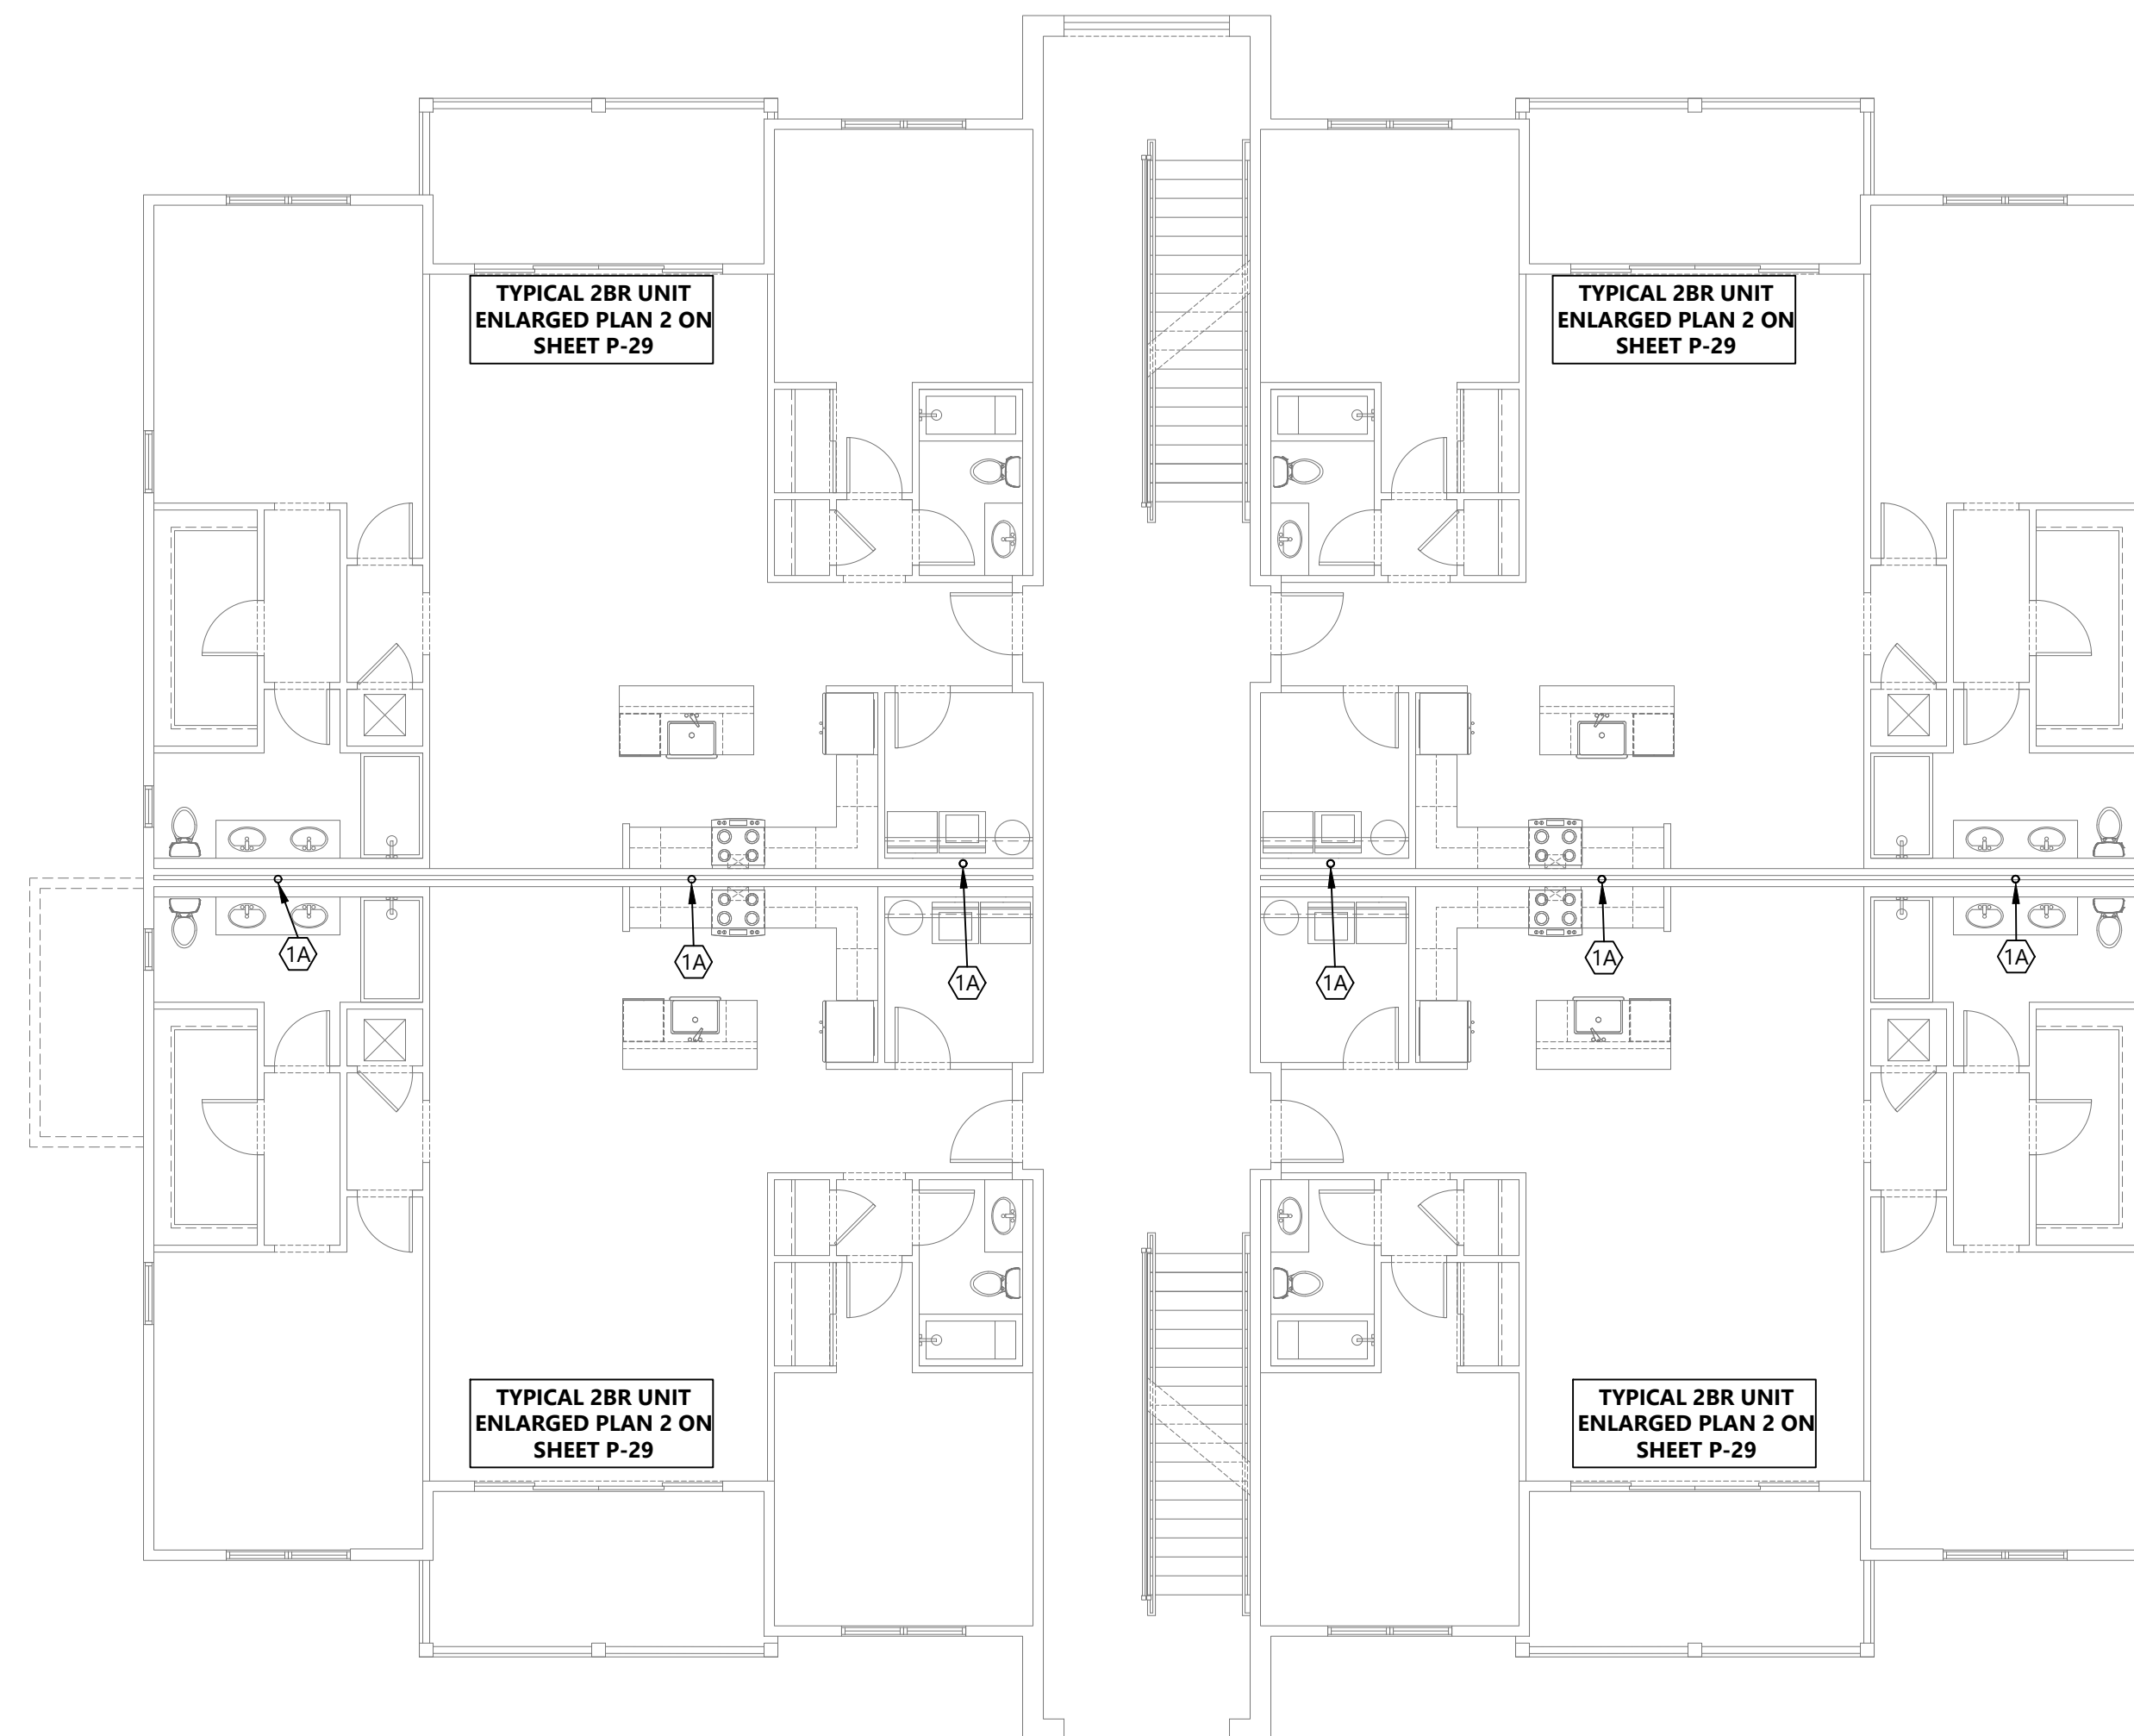 TYPICAL 2BR UNIT
ENLARGED PLAN 2 ON
SHEET P-29
TYPICAL 2BR UNIT
ENLARGED PLAN 2 ON
SHEET P-29
1A
1A
1A
1A
1A
1A
TYPICAL 2BR UNIT
ENLARGED PLAN 2 ON
SHEET P-29
TYPICAL 2BR UNIT
ENLARGED PLAN 2 ON
SHEET P-29